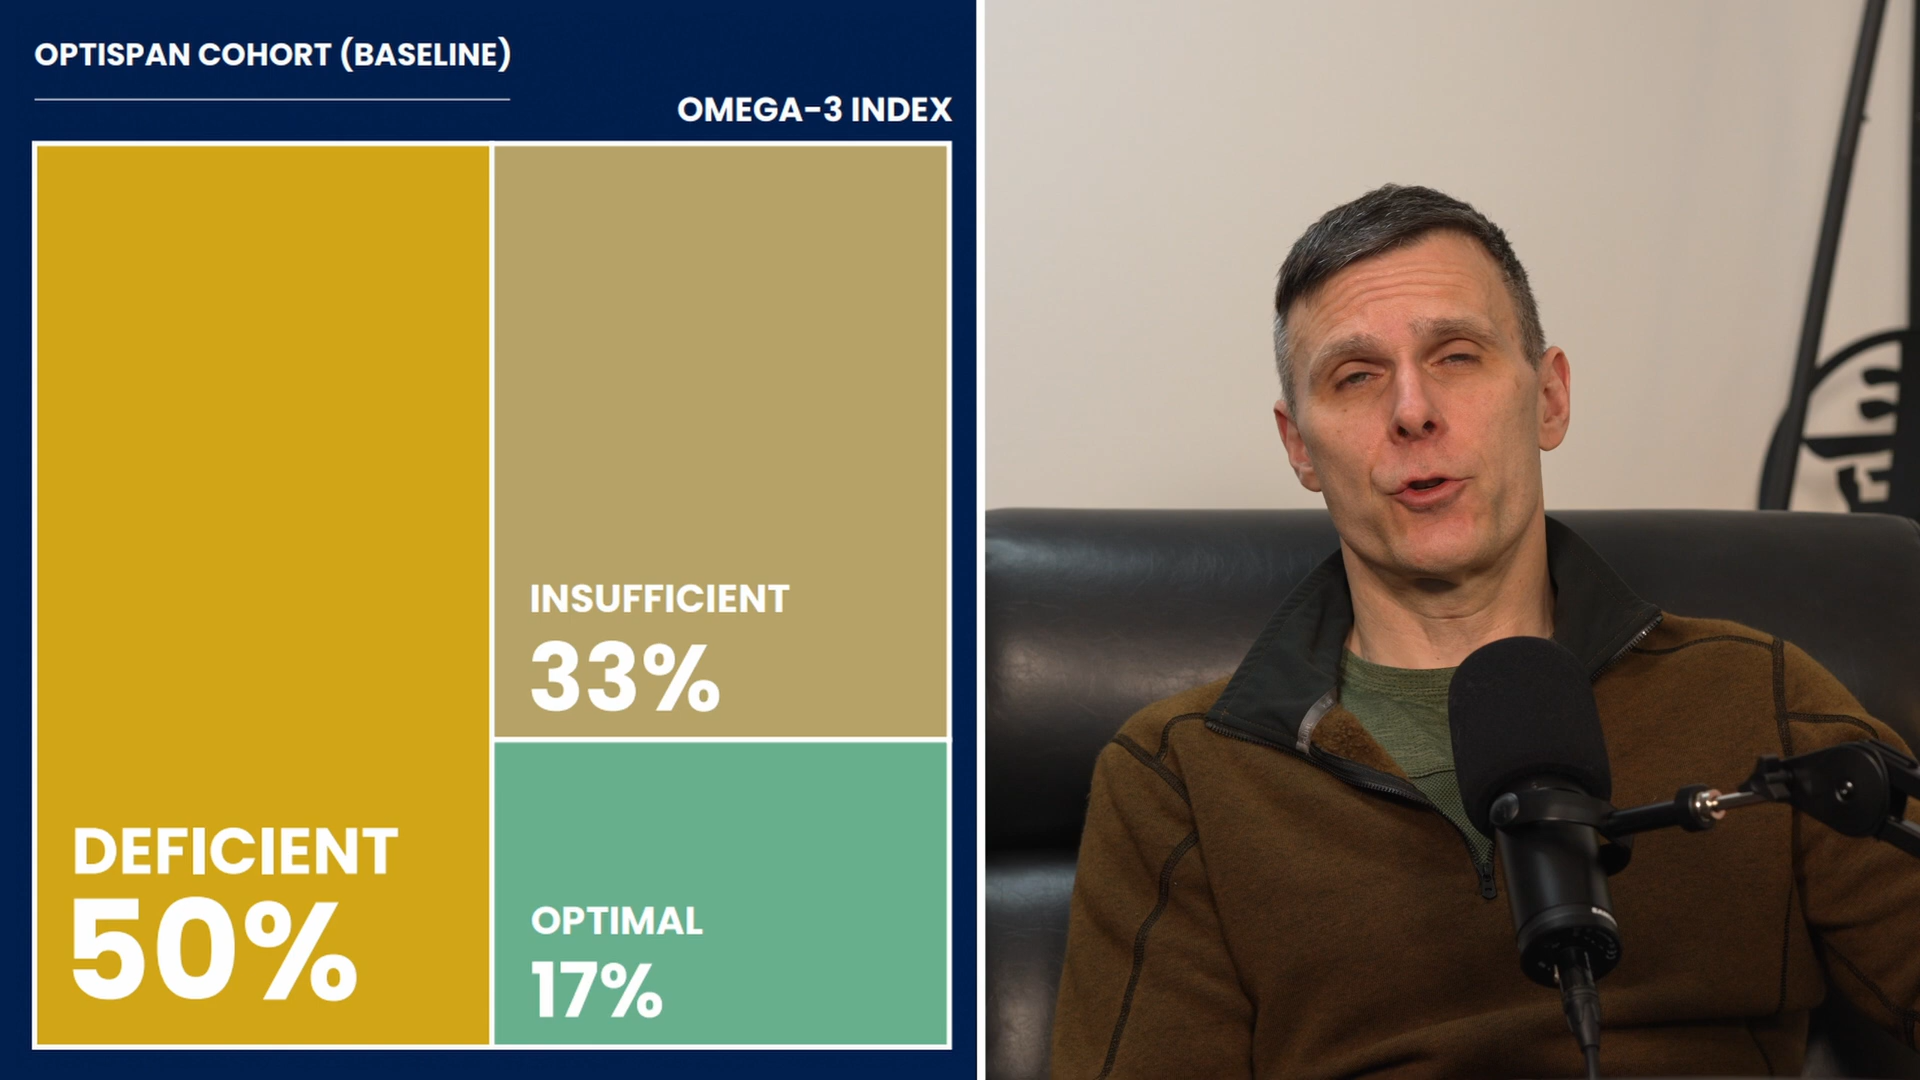 OPTISPAN COHORT (BASELINE)
OMEGA-3 INDEX
DEFICIENT
50%
INSUFFICIENT
33%
OPTIMAL
17%